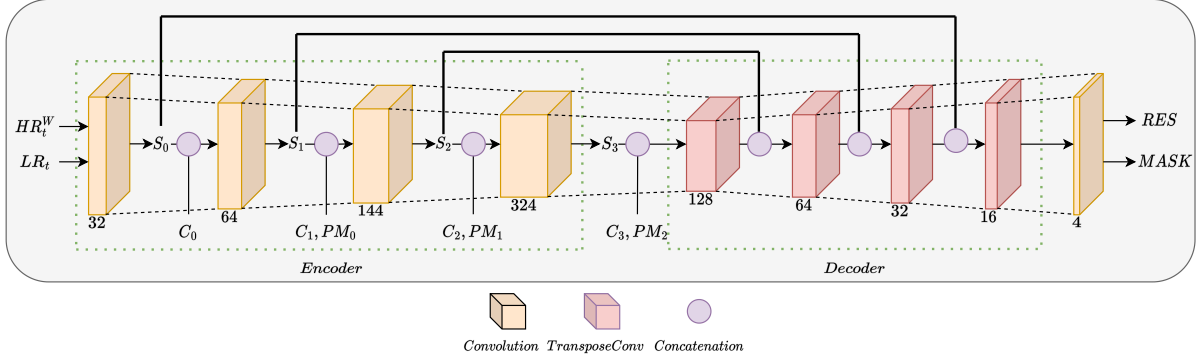 HR_t^W
LR_t
S_0
S_1
S_2
S_3
RES
MASK
32
64
144
324
128
64
32
16
4
C_0
C_1, PM_0
C_2, PM_1
C_3, PM_2
Encoder
Decoder
Convolution
TransposeConv
Concatenation